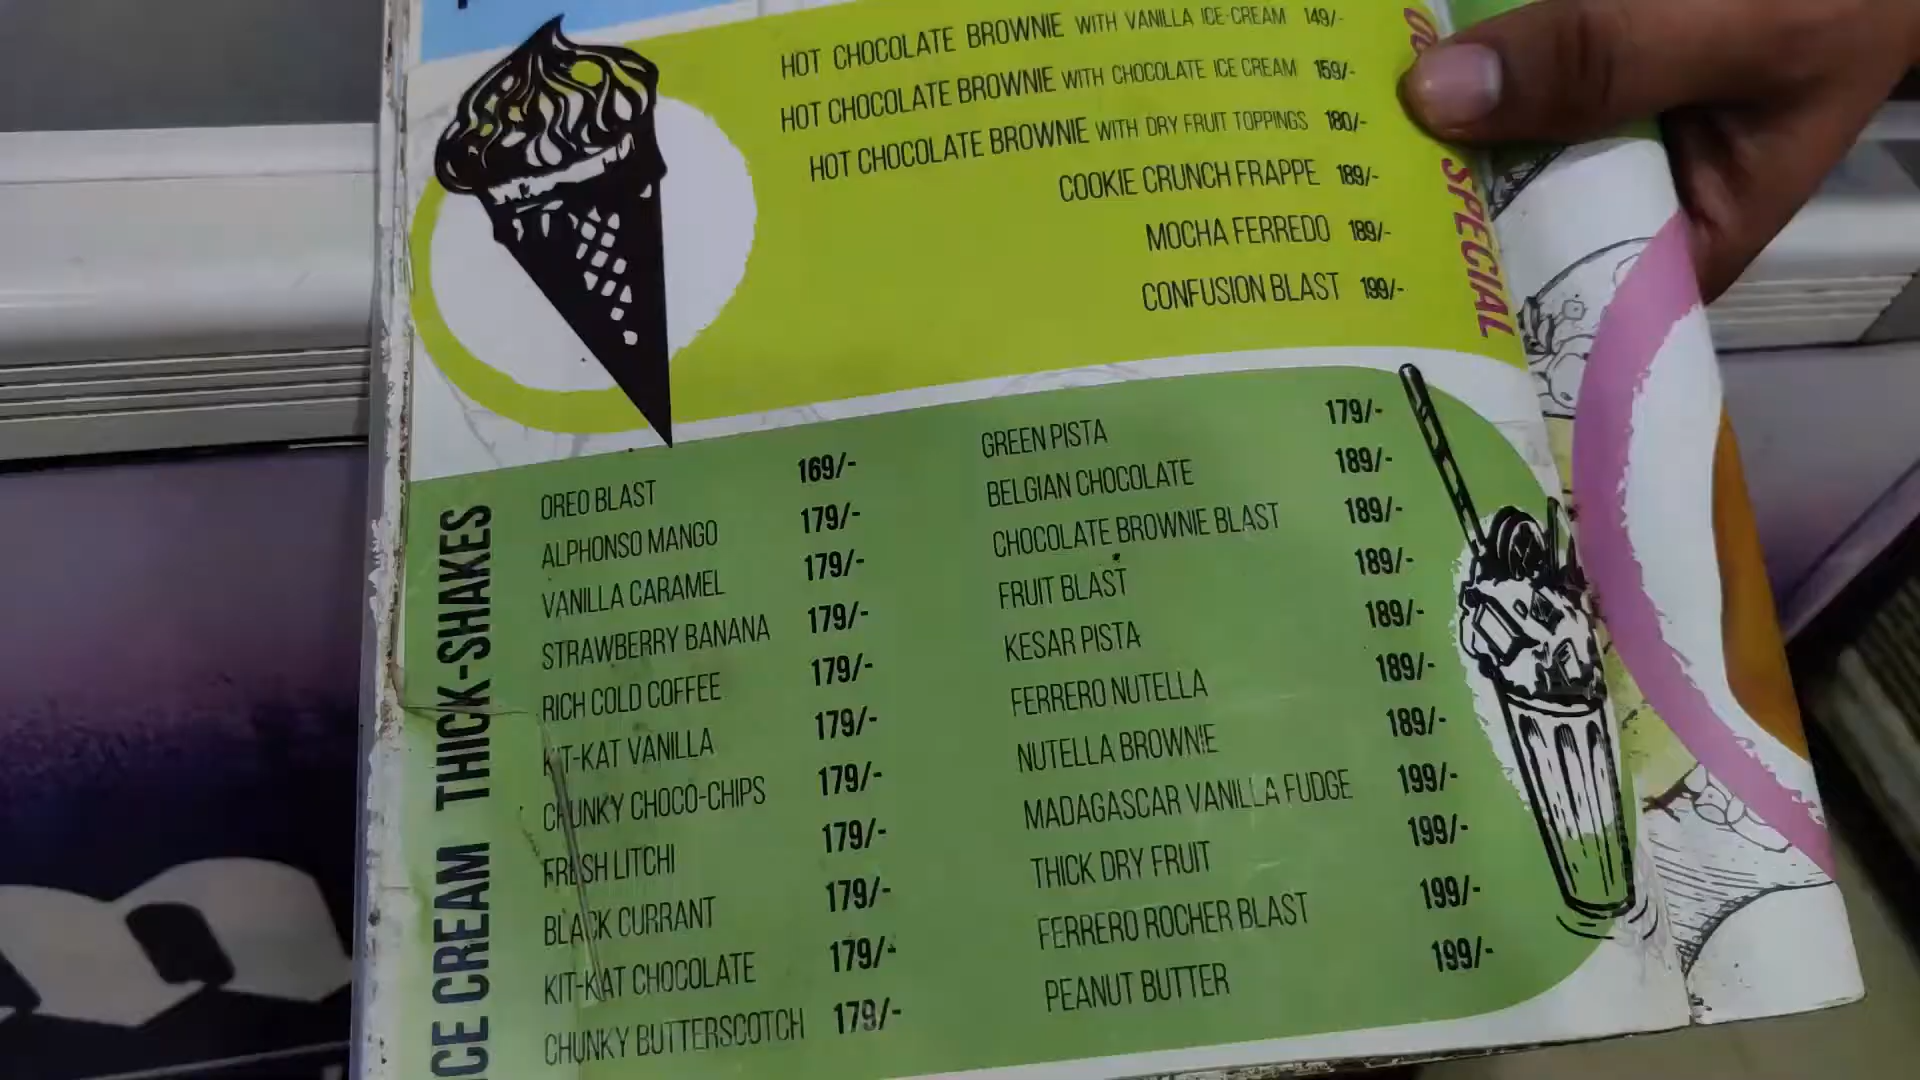 HOT CHOCOLATE BROWNIE WITH VANILLA ICE-CREAM 149/-
HOT CHOCOLATE BROWNIE WITH CHOCOLATE ICE CREAM 159/-
HOT CHOCOLATE BROWNIE WITH DRY FRUIT TOPPINGS 180/-
COOKIE CRUNCH FRAPPE 189/-
MOCHA FERREDO 189/-
CONFUSION BLAST 199/-
SPECIAL
ICE CREAM THICK-SHAKES
OREO BLAST 169/-
ALPHONSO MANGO 179/-
VANILLA CARAMEL 179/-
STRAWBERRY BANANA 179/-
RICH COLD COFFEE 179/-
KIT-KAT VANILLA 179/-
CHUNKY CHOCO-CHIPS 179/-
FRESH LITCHI 179/-
BLACK CURRANT 179/-
KIT-KAT CHOCOLATE 179/-
CHUNKY BUTTERSCOTCH 179/-
GREEN PISTA 179/-
BELGIAN CHOCOLATE 189/-
CHOCOLATE BROWNIE BLAST 189/-
FRUIT BLAST 189/-
KESAR PISTA 189/-
FERRERO NUTELLA 189/-
NUTELLA BROWNIE 189/-
MADAGASCAR VANILLA FUDGE 199/-
THICK DRY FRUIT 199/-
FERRERO ROCHER BLAST 199/-
PEANUT BUTTER 199/-